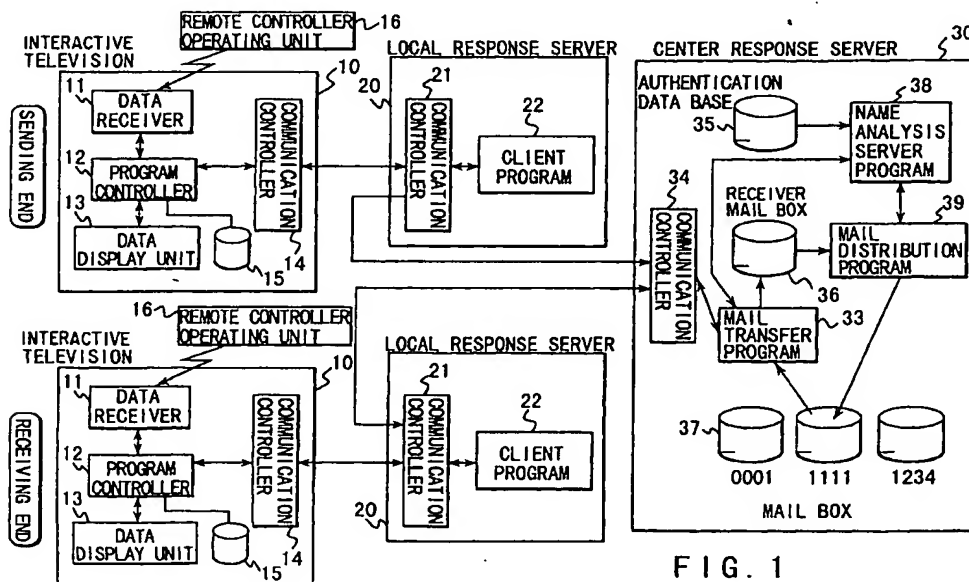 REMOTE CONTROLLER
OPERATING UNIT
16
INTERACTIVE
TELEVISION
10
SENDING END
11
DATA
RECEIVER
12
PROGRAM
CONTROLLER
13
DATA
DISPLAY UNIT
15
COMMUNICATION
CONTROLLER
14
LOCAL RESPONSE SERVER
20
21
COMMUNICATION
CONTROLLER
22
CLIENT
PROGRAM
CENTER RESPONSE SERVER
30
AUTHENTICATION
DATA BASE
35
38
NAME
ANALYSIS
SERVER
PROGRAM
34
COMMUNICATION
CONTROLLER
RECEIVER
MAIL BOX
36
39
MAIL
DISTRIBUTION
PROGRAM
MAIL
TRANSFER
PROGRAM
33
37
0001
1111
1234
MAIL BOX
16
REMOTE CONTROLLER
OPERATING UNIT
INTERACTIVE
TELEVISION
10
RECEIVING END
11
DATA
RECEIVER
12
PROGRAM
CONTROLLER
13
DATA
DISPLAY UNIT
15
COMMUNICATION
CONTROLLER
14
LOCAL RESPONSE SERVER
21
COMMUNICATION
CONTROLLER
22
CLIENT
PROGRAM
20
FIG. 1